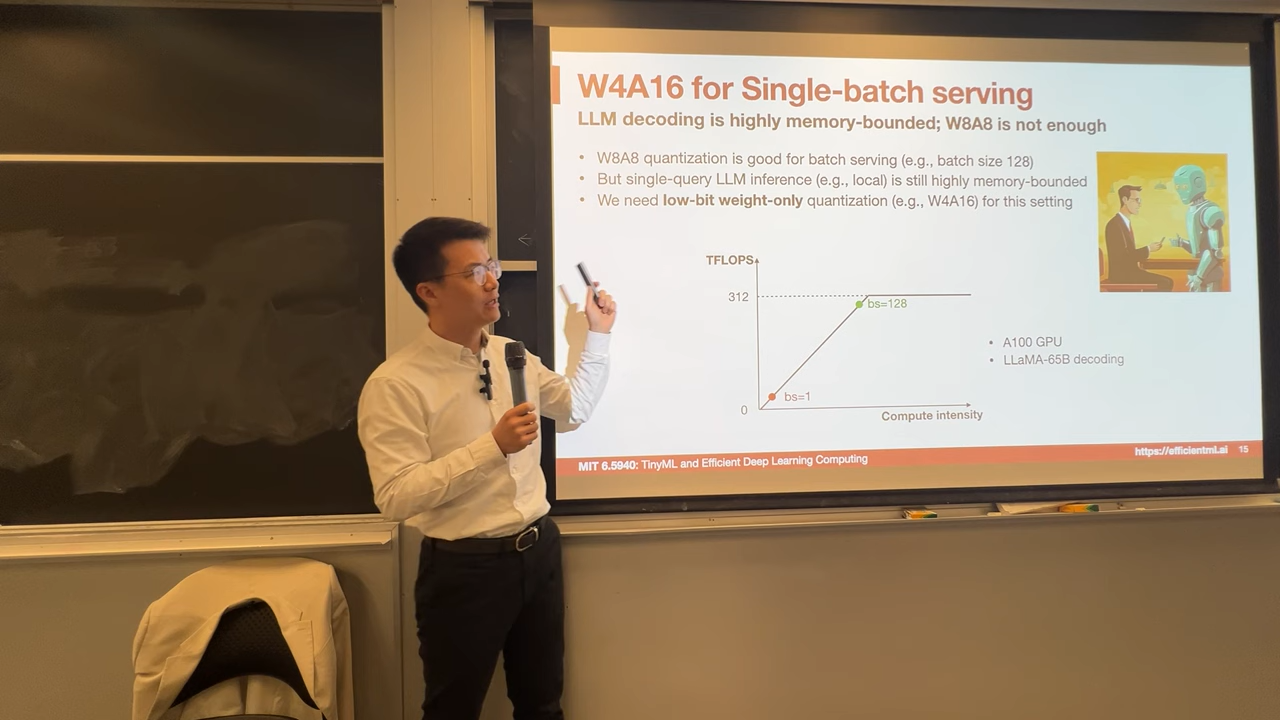 W4A16 for Single-batch serving
LLM decoding is highly memory-bounded; W8A8 is not enough
• W8A8 quantization is good for batch serving (e.g., batch size 128)
• But single-query LLM inference (e.g., local) is still highly memory-bounded
• We need low-bit weight-only quantization (e.g., W4A16) for this setting
TFLOPS
312
bs=128
• A100 GPU
• LLaMA-65B decoding
bs=1
0
Compute intensity
MIT 6.5940: TinyML and Efficient Deep Learning Computing
https://efficientml.ai 15